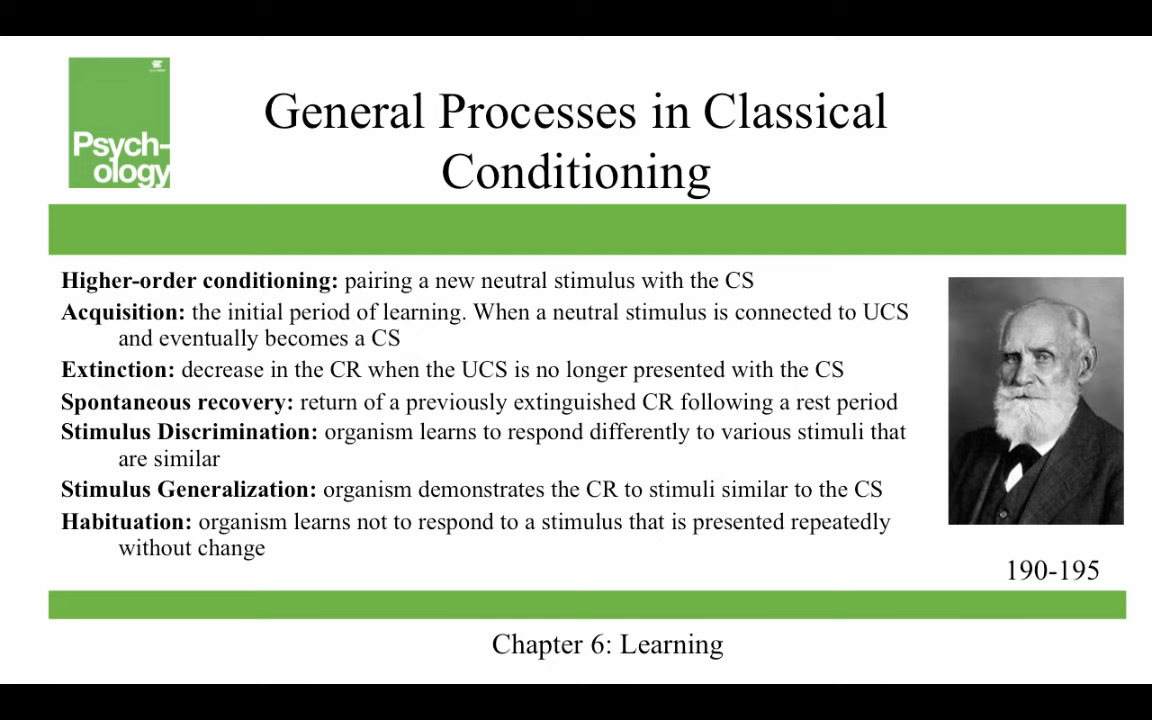 Psych-
ology
General Processes in Classical
Conditioning
Higher-order conditioning: pairing a new neutral stimulus with the CS
Acquisition: the initial period of learning. When a neutral stimulus is connected to UCS
and eventually becomes a CS
Extinction: decrease in the CR when the UCS is no longer presented with the CS
Spontaneous recovery: return of a previously extinguished CR following a rest period
Stimulus Discrimination: organism learns to respond differently to various stimuli that
are similar
Stimulus Generalization: organism demonstrates the CR to stimuli similar to the CS
Habituation: organism learns not to respond to a stimulus that is presented repeatedly
without change
190-195
Chapter 6: Learning